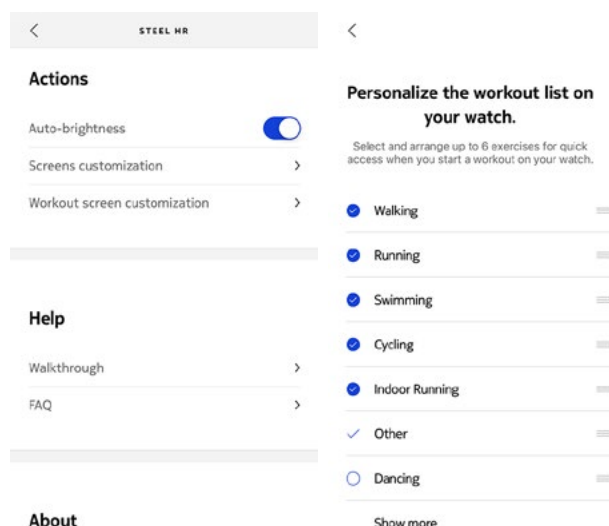 STEEL HR
Actions
Auto-brightness
Screens customization
Workout screen customization
Help
Walkthrough
FAQ
About
Personalize the workout list on
your watch.
Select and arrange up to 6 exercises for quick
access when you start a workout on your watch.
Walking
Running
Swimming
Cycling
Indoor Running
Other
Dancing
Show more